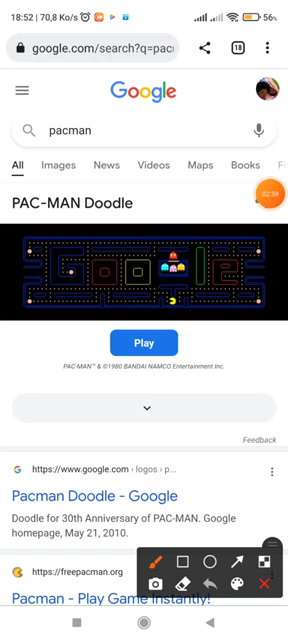 18:52 | 70,8 Ko/s
56%
google.com/search?q=pac
18
Google
pacman
All Images News Videos Maps Books
02:59
PAC-MAN Doodle
Play
PAC-MAN™ & ©1980 BANDAI NAMCO Entertainment Inc.
Feedback
https://www.google.com › logos › p...
Pacman Doodle - Google
Doodle for 30th Anniversary of PAC-MAN. Google
homepage, May 21, 2010.
https://freepacman.org
Pacman - Play Game Instantly!